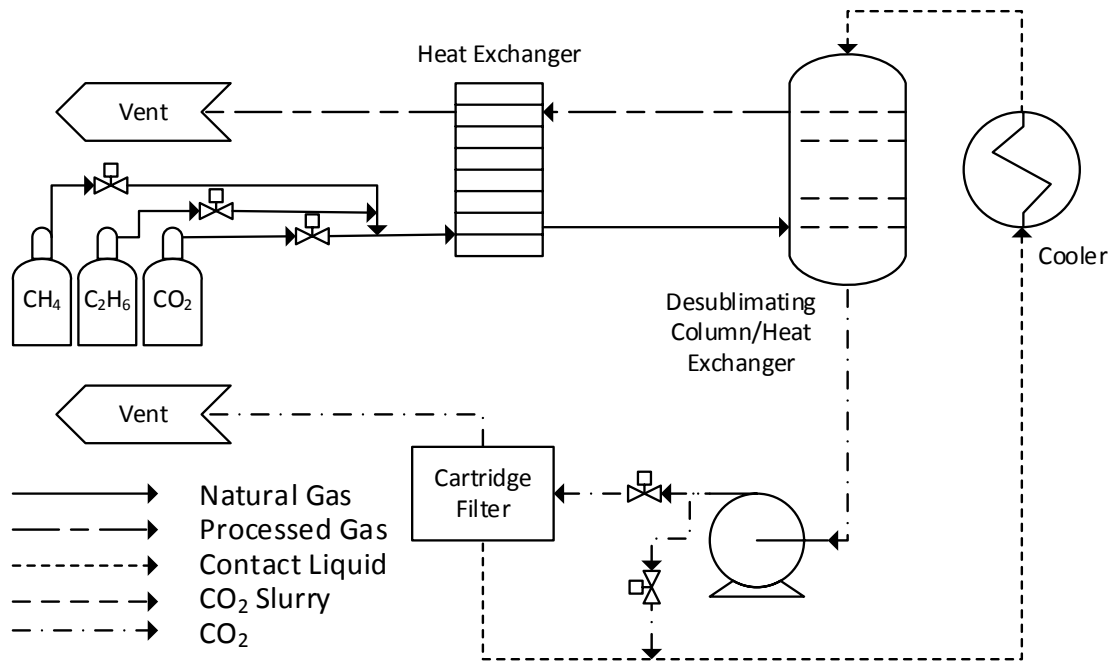 Heat Exchanger
Vent
CH₄
C₂H₆
CO₂
Cooler
Desublimating
Column/Heat
Exchanger
Vent
Cartridge
Filter
Natural Gas
Processed Gas
Contact Liquid
CO₂ Slurry
CO₂